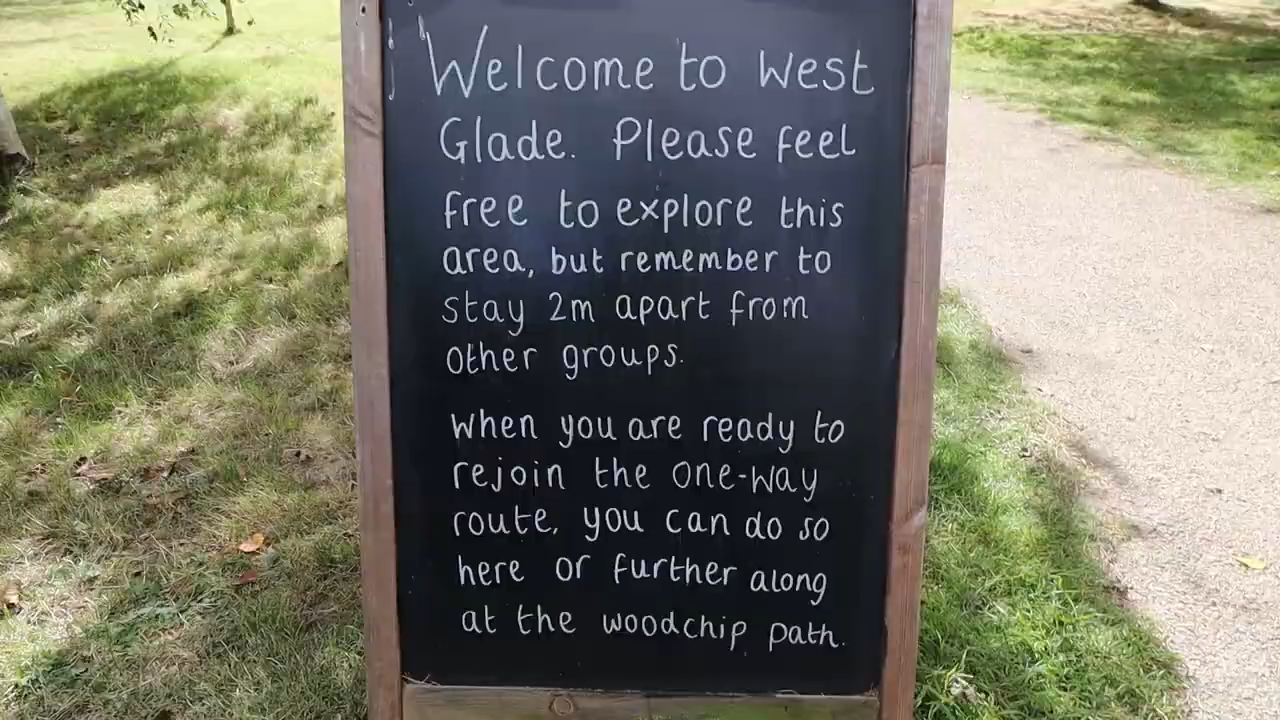 Welcome to West
Glade. Please feel
free to explore this
area, but remember to
stay 2m apart from
other groups.
When you are ready to
rejoin the one-way
route, you can do so
here or further along
at the woodchip path.